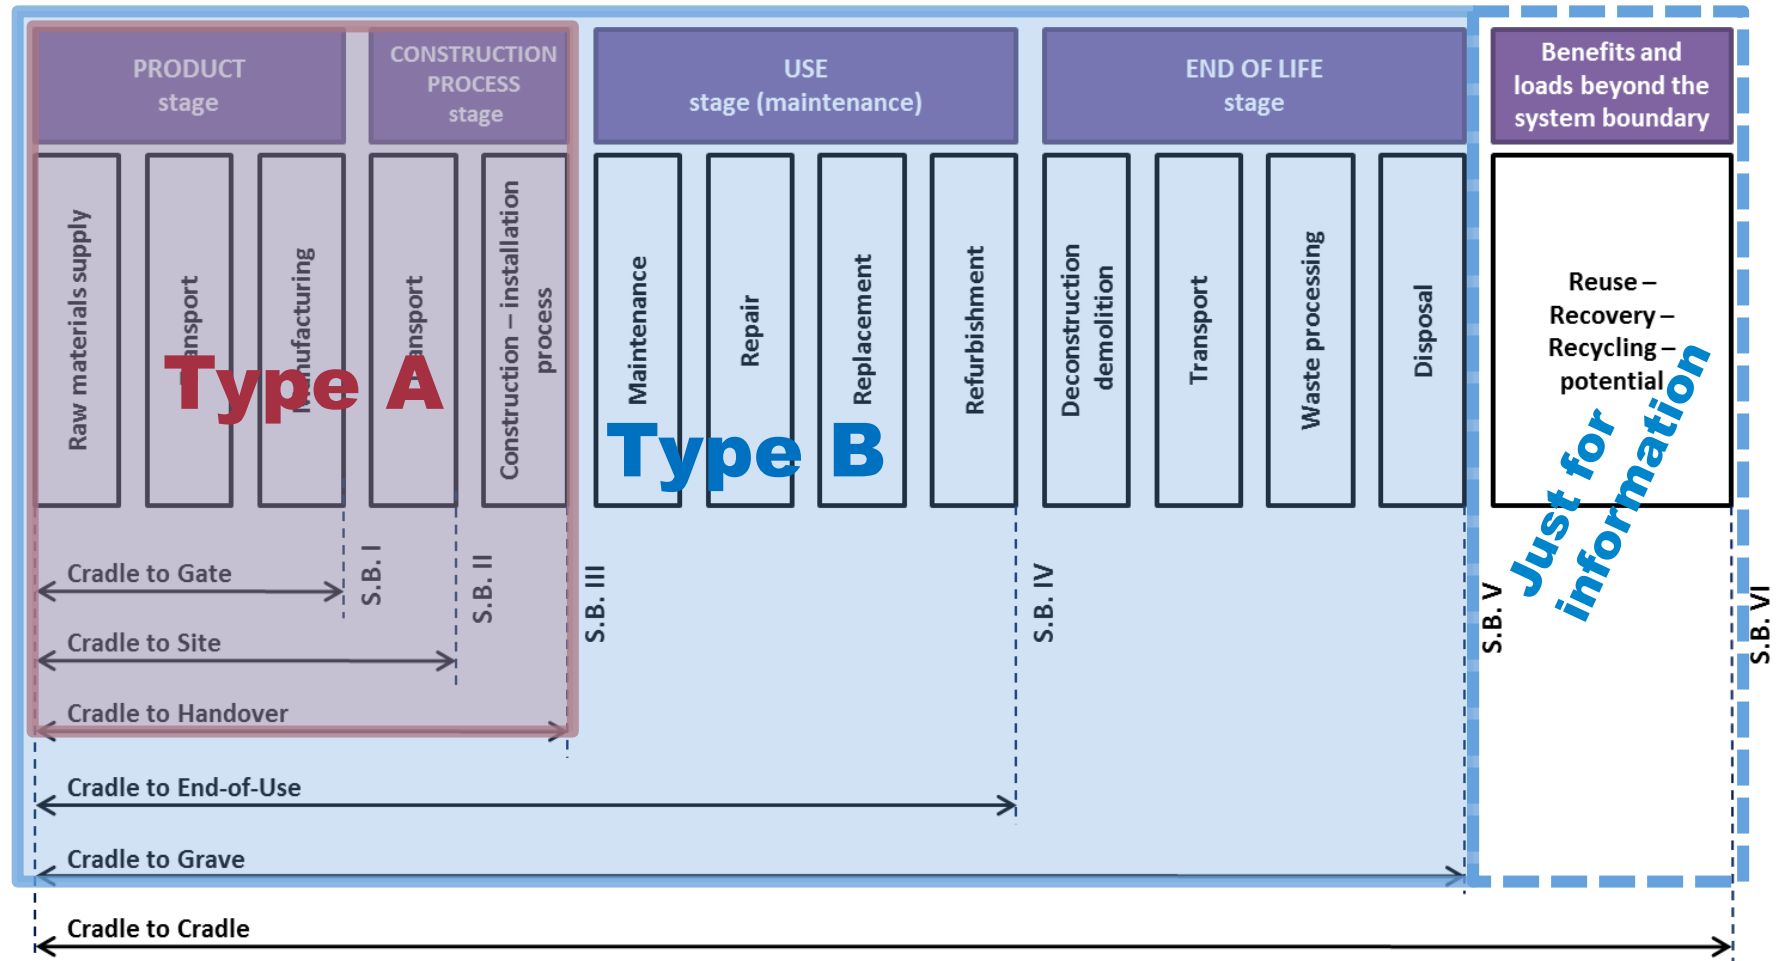 PRODUCT
stage
CONSTRUCTION
PROCESS
stage
USE
stage (maintenance)
END OF LIFE
stage
Benefits and
loads beyond the
system boundary
Raw materials supply
Transport
Manufacturing
Transport
Construction – installation
process
Maintenance
Repair
Replacement
Refurbishment
Deconstruction
demolition
Transport
Waste processing
Disposal
Reuse –
Recovery –
Recycling –
potential
Type A
Type B
Just for
information
Cradle to Gate
S.B. I
Cradle to Site
S.B. II
Cradle to Handover
S.B. III
Cradle to End-of-Use
S.B. IV
Cradle to Grave
S.B. V
Cradle to Cradle
S.B. VI